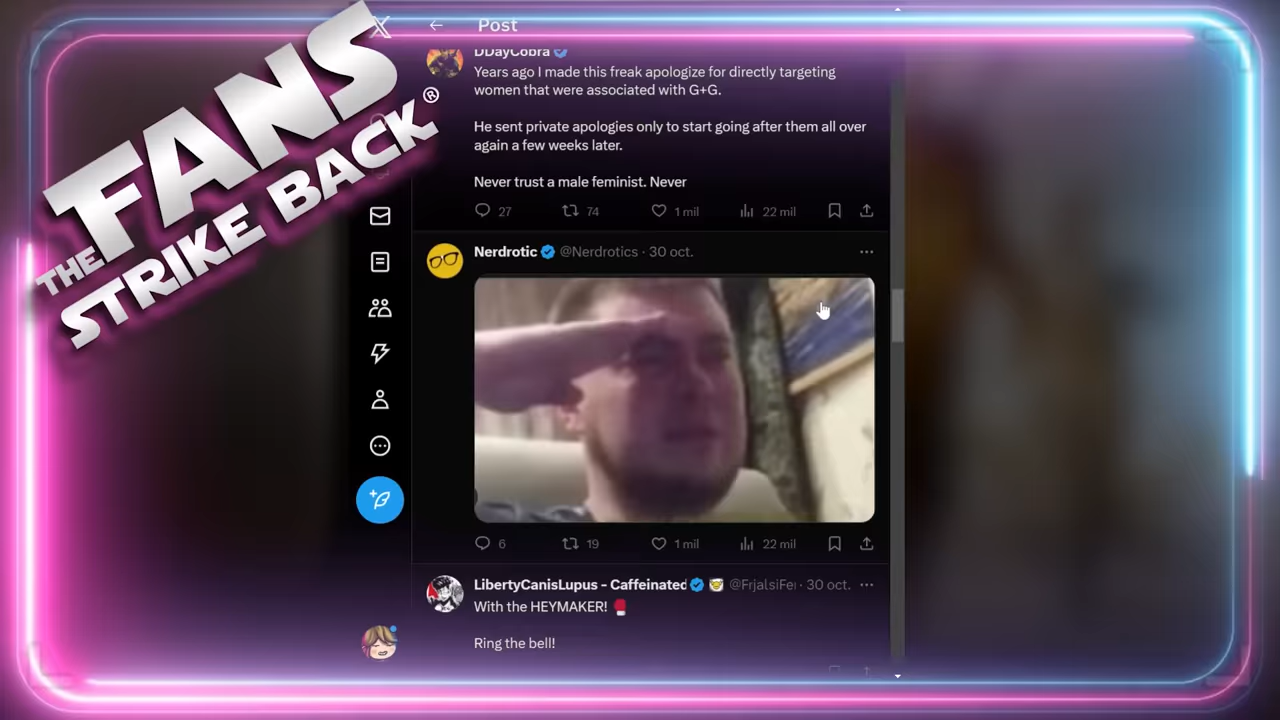 THE FANS
STRIKE BACK®
Post
DDayCobra
Years ago I made this freak apologize for directly targeting
women that were associated with G+G.
He sent private apologies only to start going after them all over
again a few weeks later.
Never trust a male feminist. Never
27 74 1 mil 22 mil
Nerdrotic @Nerdrotics · 30 oct.
6 19 1 mil 22 mil
LibertyCanisLupus - Caffeinated · 30 oct.
With the HEYMAKER! 🥊
Ring the bell!